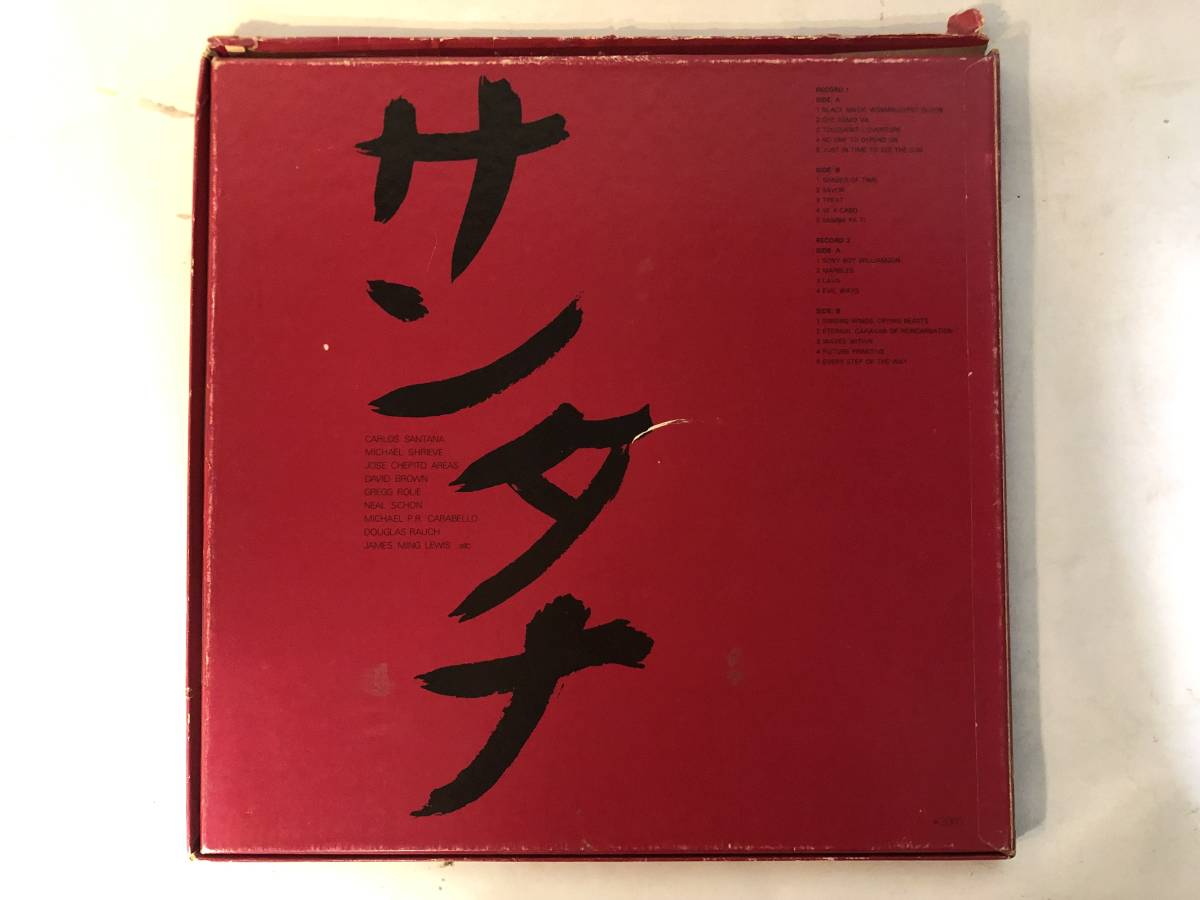 サンタナ
CARLOS SANTANA
MICHAEL SHRIEVE
JOSE CHEPITO AREAS
DAVID BROWN
GREGG ROLIE
NEAL SCHON
MICHAEL P.R. CARABELLO
DOUGLAS RAUCH
JAMES MING LEWIS etc
RECORD 1
SIDE A
1 BLACK MAGIC WOMAN/GYPSY QUEEN
2 OYE COMO VA
3 TOUSSAINT L'OVERTURE
4 NO ONE TO DEPEND ON
5 JUST IN TIME TO SEE THE SUN
SIDE B
1 SAMBA PA TI
2 SAVOR
3 TREAT
4 SE A CABO
5 SAMBA PA TI
RECORD 2
SIDE A
1 SONY BOY WILLIAMSON
2 MARBLES
3 LAVA
4 EVIL WAYS
SIDE B
1 SINGING WINDS, CRYING BEASTS
2 ETERNAL CARAVAN OF REINCARNATION
3 WAVES WITHIN
4 FUTURE PRIMITIVE
5 EVERY STEP OF THE WAY